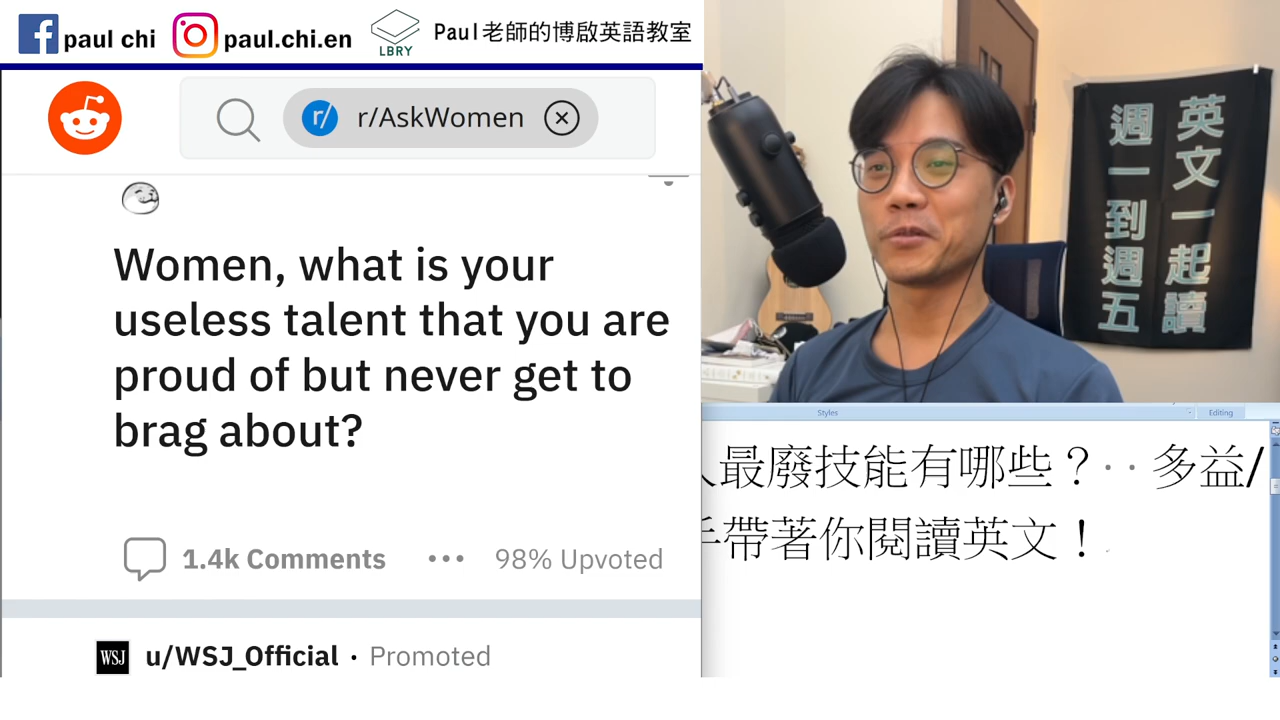 paul chi
paul.chi.en
LBRY
Paul老師的博啟英語教室
r/
r/AskWomen
Women, what is your
useless talent that you are
proud of but never get to
brag about?
1.4k Comments
98% Upvoted
WSJ
u/WSJ_Official · Promoted
英文一起讀
週一到週五
Styles
Editing
最廢技能有哪些？·· 多益/
帶著你閱讀英文！